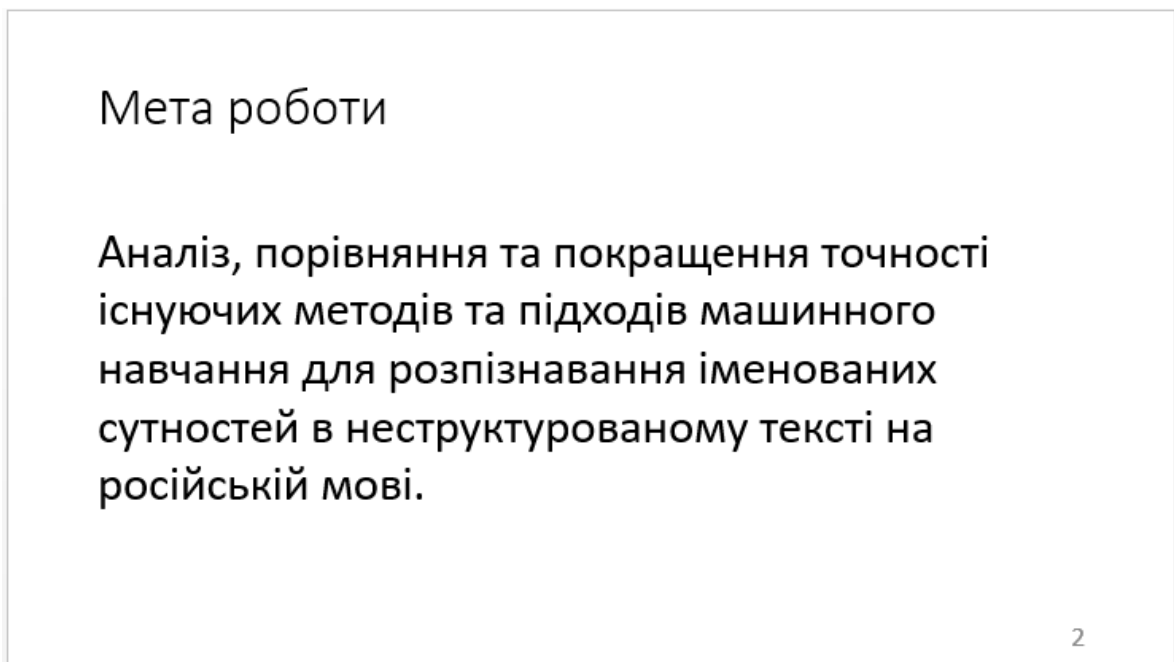 Мета роботи
Аналіз, порівняння та покращення точності
існуючих методів та підходів машинного
навчання для розпізнавання іменованих
сутностей в неструктурованому тексті на
російській мові.
2